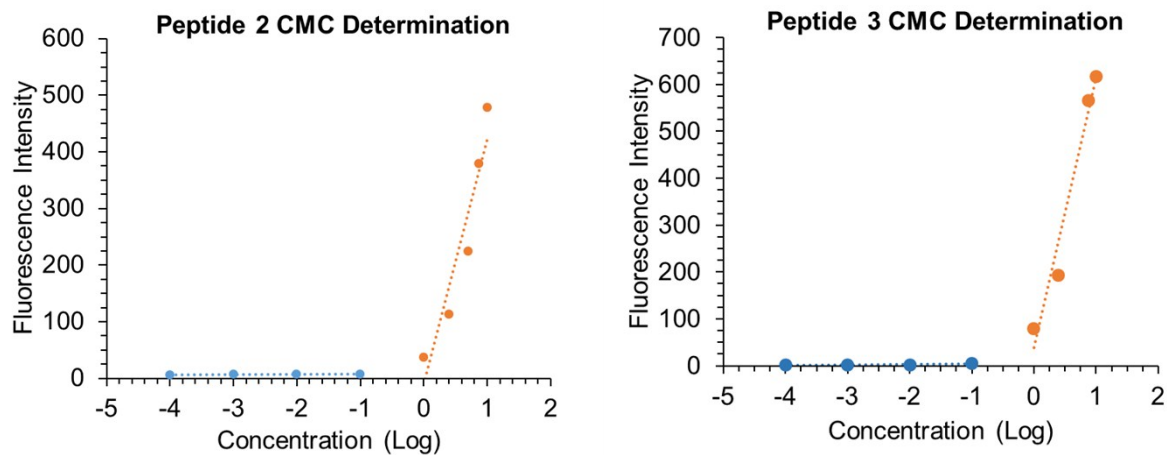 Peptide 2 CMC Determination
Fluorescence Intensity
600
500
400
300
200
100
0
-5 -4 -3 -2 -1 0 1 2
Concentration (Log)
Peptide 3 CMC Determination
Fluorescence Intensity
700
600
500
400
300
200
100
0
-5 -4 -3 -2 -1 0 1 2
Concentration (Log)